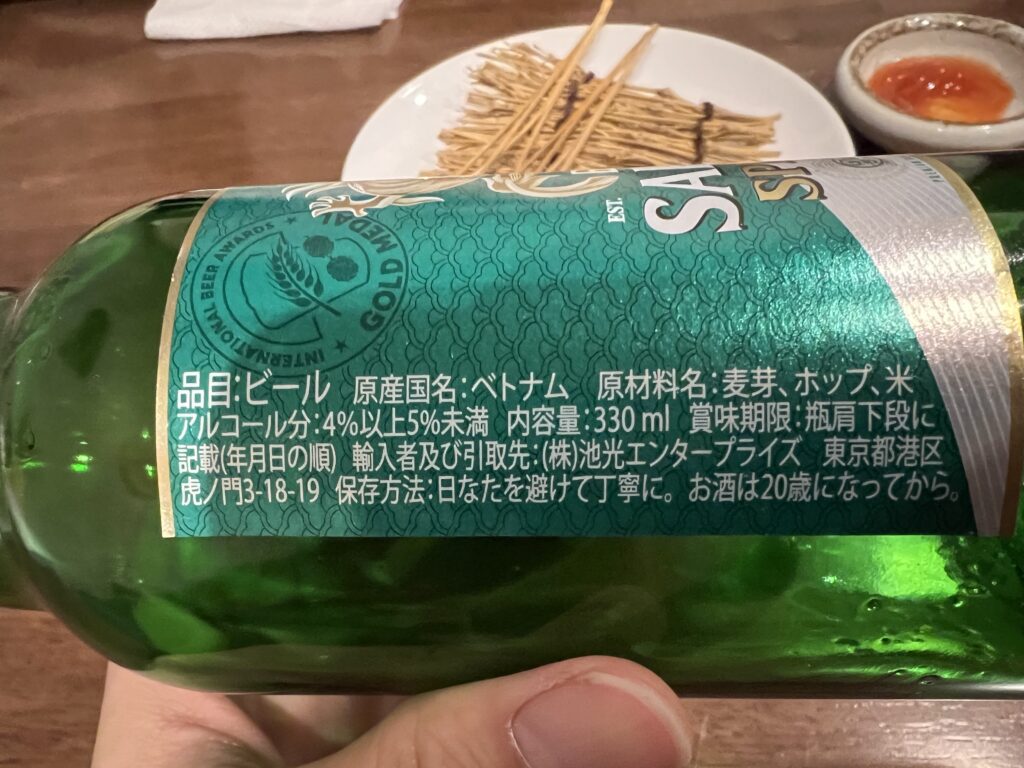 INTERNATIONAL BEER AWARDS
GOLD MEDAL
EST.
SA
SP
品目:ビール 原産国名:ベトナム 原材料名:麦芽、ホップ、米
アルコール分:4%以上5%未満 内容量:330 ml 賞味期限:瓶肩下段に
記載(年月日の順) 輸入者及び引取先:(株)池光エンタープライズ 東京都港区
虎ノ門3-18-19 保存方法:日なたを避けて丁寧に。お酒は20歳になってから。